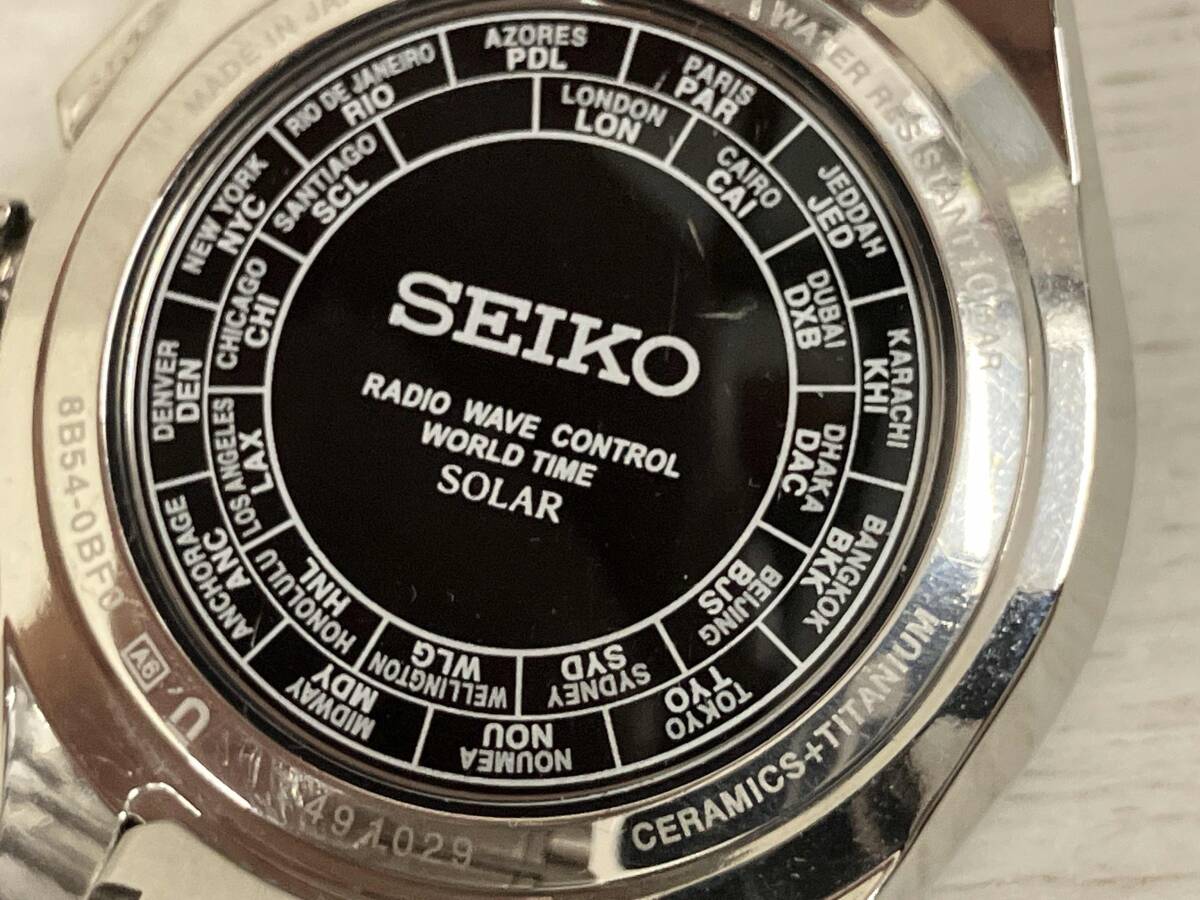 SEIKO
RADIO WAVE CONTROL
WORLD TIME
SOLAR
LONDON
LON
CAIRO
CAI
DUBAI
DXB
DHAKA
DAC
BEIJING
BJS
SYDNEY
SYD
WELLINGTON
WLG
HONOLULU
HNL
LOS ANGELES
LAX
CHICAGO
CHI
SANTIAGO
SCL
AZORES
PDL
PARIS
PAR
JEDDAH
JED
KARACHI
KHI
BANGKOK
BKK
TOKYO
TYO
NOUMEA
NOU
MIDWAY
MDY
ANCHORAGE
ANC
DENVER
DEN
NEW YORK
NYC
RIO DE JANEIRO
RIO
WATER RESISTANT 10BAR
CERAMICS+TITANIUM
491029
U
A6
8B54-0BF0
MADE IN